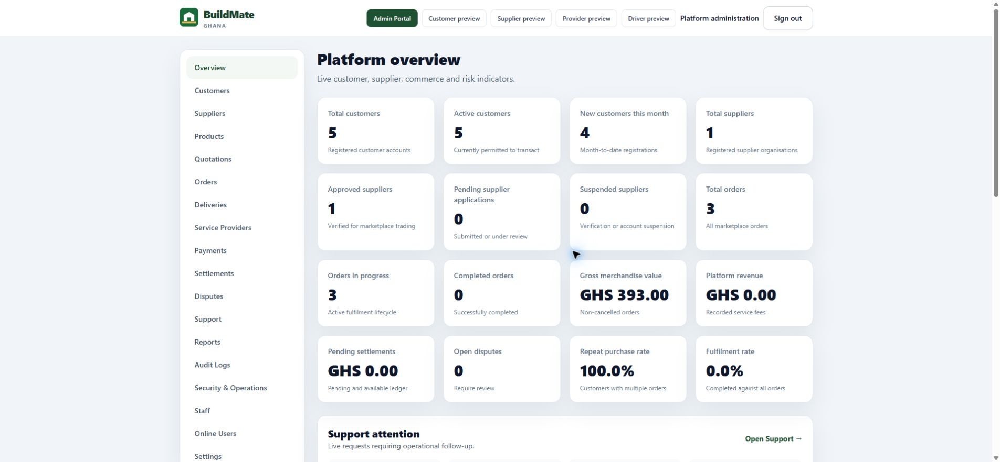 BuildMate
GHANA
Admin Portal
Customer preview
Supplier preview
Provider preview
Driver preview
Platform administration
Sign out
Overview
Customers
Suppliers
Products
Quotations
Orders
Deliveries
Service Providers
Payments
Settlements
Disputes
Support
Reports
Audit Logs
Security & Operations
Staff
Online Users
Settings
Platform overview
Live customer, supplier, commerce and risk indicators.
Total customers
5
Registered customer accounts
Active customers
5
Currently permitted to transact
New customers this month
4
Month-to-date registrations
Total suppliers
1
Registered supplier organisations
Approved suppliers
1
Verified for marketplace trading
Pending supplier
applications
0
Submitted or under review
Suspended suppliers
0
Verification or account suspension
Total orders
3
All marketplace orders
Orders in progress
3
Active fulfilment lifecycle
Completed orders
0
Successfully completed
Gross merchandise value
GHS 393.00
Non-cancelled orders
Platform revenue
GHS 0.00
Recorded service fees
Pending settlements
GHS 0.00
Pending and available ledger
Open disputes
0
Require review
Repeat purchase rate
100.0%
Customers with multiple orders
Fulfilment rate
0.0%
Completed against all orders
Support attention
Live requests requiring operational follow-up.
Open Support →